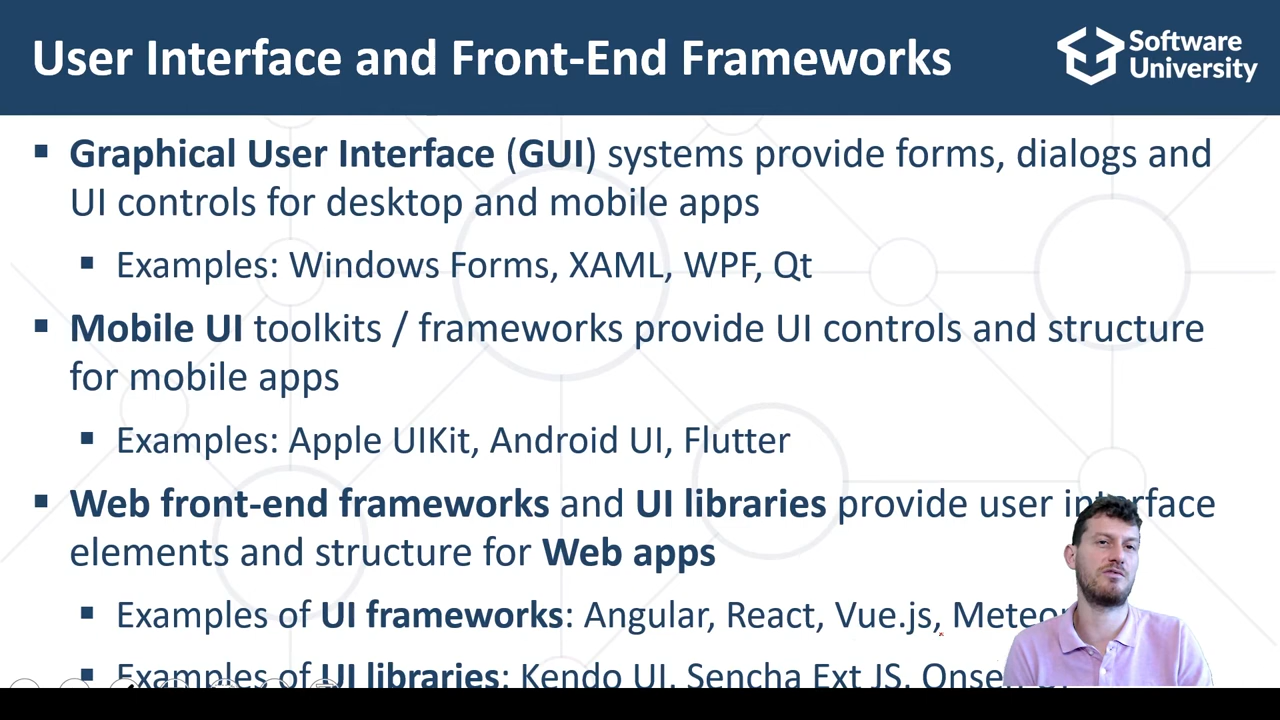 User Interface and Front-End Frameworks
Software
University
▪ Graphical User Interface (GUI) systems provide forms, dialogs and
UI controls for desktop and mobile apps
▪ Examples: Windows Forms, XAML, WPF, Qt
▪ Mobile UI toolkits / frameworks provide UI controls and structure
for mobile apps
▪ Examples: Apple UIKit, Android UI, Flutter
▪ Web front-end frameworks and UI libraries provide user interface
elements and structure for Web apps
▪ Examples of UI frameworks: Angular, React, Vue.js, Meteor
▪ Examples of UI libraries: Kendo UI, Sencha Ext JS,